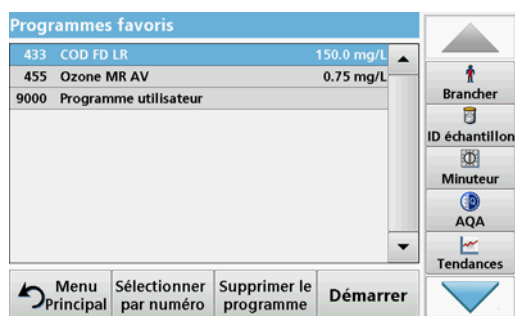 Programmes favoris
433 COD FD LR 150.0 mg/L
455 Ozone MR AV 0.75 mg/L
9000 Programme utilisateur
Brancher
ID échantillon
Minuteur
AQA
Tendances
Menu
Principal
Sélectionner
par numéro
Supprimer le
programme
Démarrer